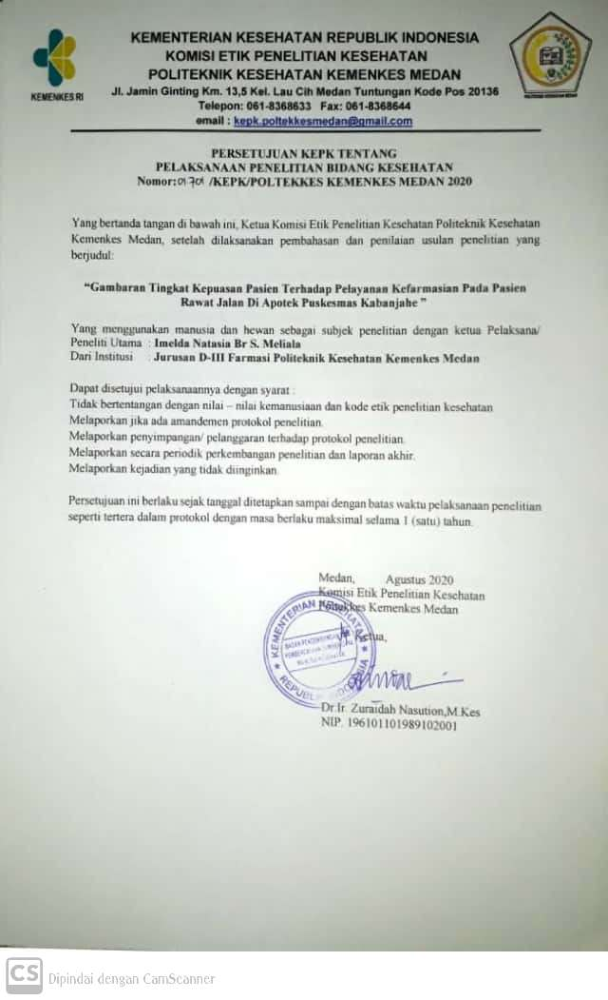 KEMENTERIAN KESEHATAN REPUBLIK INDONESIA
KOMISI ETIK PENELITIAN KESEHATAN
POLITEKNIK KESEHATAN KEMENKES MEDAN
Jl. Jamin Ginting Km. 13,5 Kel. Lau Cih Medan Tuntungan Kode Pos 20136
Telepon: 061-8368633 Fax: 061-8368644
email : kepk.poltekkesmedan@gmail.com
KEMENKES RI
POLITEKNIK KESEHATAN MEDAN
PERSETUJUAN KEPK TENTANG
PELAKSANAAN PENELITIAN BIDANG KESEHATAN
Nomor: 01.701 /KEPK/POLTEKKES KEMENKES MEDAN 2020
Yang bertanda tangan di bawah ini, Ketua Komisi Etik Penelitian Kesehatan Politeknik Kesehatan
Kemenkes Medan, setelah dilaksanakan pembahasan dan penilaian usulan penelitian yang
berjudul:
“Gambaran Tingkat Kepuasan Pasien Terhadap Pelayanan Kefarmasian Pada Pasien
Rawat Jalan Di Apotek Puskesmas Kabanjahe ”
Yang menggunakan manusia dan hewan sebagai subjek penelitian dengan ketua Pelaksana/
Peneliti Utama : Imelda Natasia Br S. Meliala
Dari Institusi : Jurusan D-III Farmasi Politeknik Kesehatan Kemenkes Medan
Dapat disetujui pelaksanaannya dengan syarat :
Tidak bertentangan dengan nilai – nilai kemanusiaan dan kode etik penelitian kesehatan
Melaporkan jika ada amandemen protokol penelitian.
Melaporkan penyimpangan/ pelanggaran terhadap protokol penelitian.
Melaporkan secara periodik perkembangan penelitian dan laporan akhir.
Melaporkan kejadian yang tidak diinginkan.
Persetujuan ini berlaku sejak tanggal ditetapkan sampai dengan batas waktu pelaksanaan penelitian
seperti tertera dalam protokol dengan masa berlaku maksimal selama 1 (satu) tahun.
Medan, Agustus 2020
Komisi Etik Penelitian Kesehatan
Poltekkes Kemenkes Medan
KEMENTERIAN KESEHATAN
REPUBLIK INDONESIA
Ketua,
Dr.Ir. Zuraidah Nasution,M.Kes
NIP. 196101101989102001
CS Dipindai dengan CamScanner